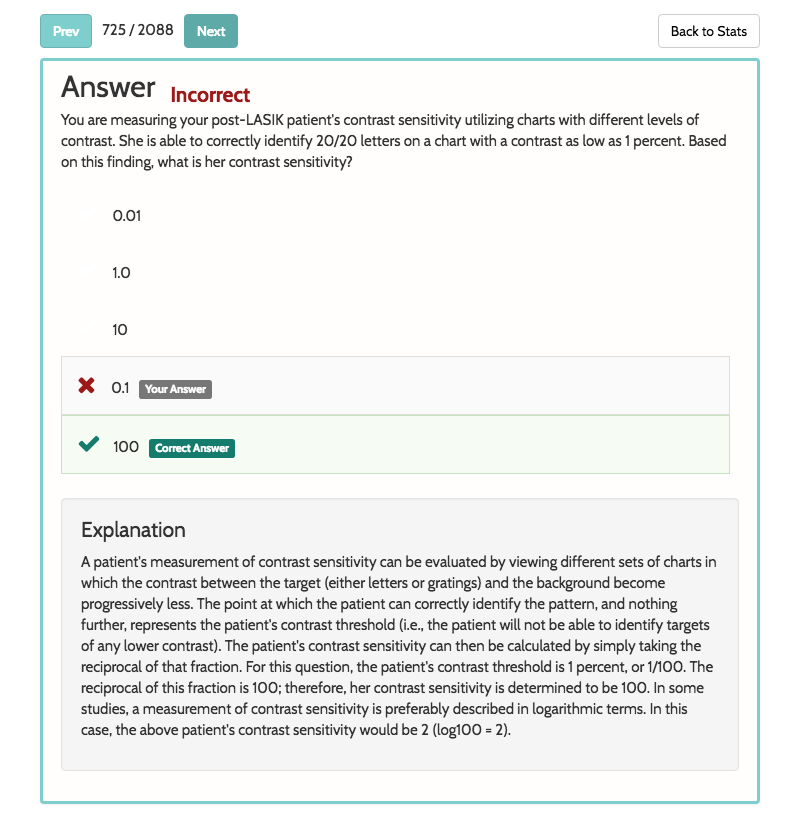 Prev 725 / 2088 Next Back to Stats
Answer Incorrect
You are measuring your post-LASIK patient's contrast sensitivity utilizing charts with different levels of
contrast. She is able to correctly identify 20/20 letters on a chart with a contrast as low as 1 percent. Based
on this finding, what is her contrast sensitivity?
0.01
1.0
10
0.1 Your Answer
100 Correct Answer
Explanation
A patient's measurement of contrast sensitivity can be evaluated by viewing different sets of charts in
which the contrast between the target (either letters or gratings) and the background become
progressively less. The point at which the patient can correctly identify the pattern, and nothing
further, represents the patient's contrast threshold (i.e., the patient will not be able to identify targets
of any lower contrast). The patient's contrast sensitivity can then be calculated by simply taking the
reciprocal of that fraction. For this question, the patient's contrast threshold is 1 percent, or 1/100. The
reciprocal of this fraction is 100; therefore, her contrast sensitivity is determined to be 100. In some
studies, a measurement of contrast sensitivity is preferably described in logarithmic terms. In this
case, the above patient's contrast sensitivity would be 2 (log100 = 2).